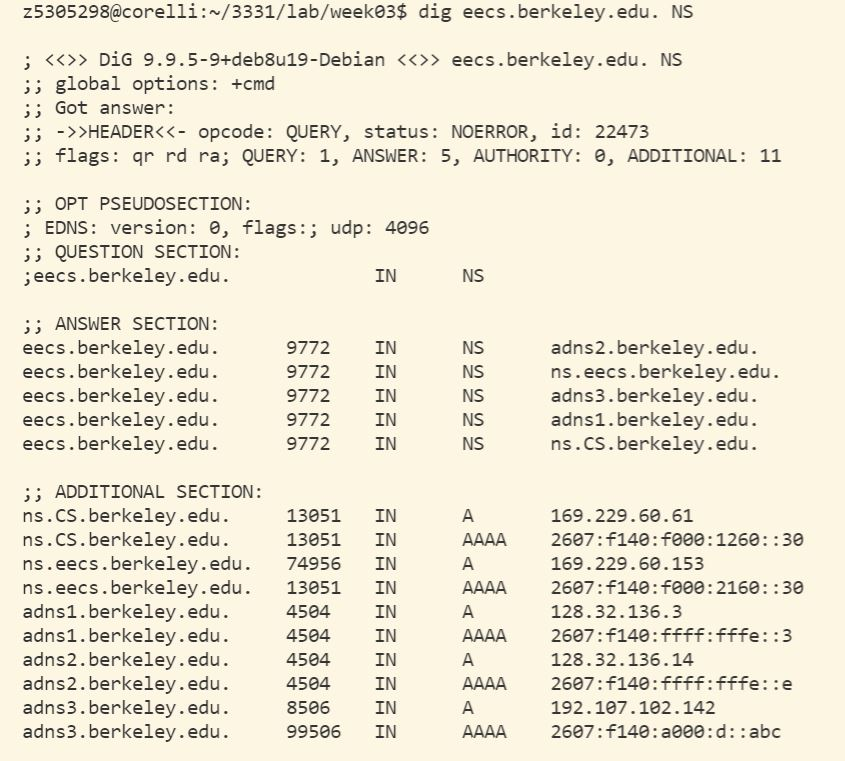 z5305298@corelli:~/3331/lab/week03$ dig eecs.berkeley.edu. NS
; <<>> DiG 9.9.5-9+deb8u19-Debian <<>> eecs.berkeley.edu. NS
;; global options: +cmd
;; Got answer:
;; ->>HEADER<<- opcode: QUERY, status: NOERROR, id: 22473
;; flags: qr rd ra; QUERY: 1, ANSWER: 5, AUTHORITY: 0, ADDITIONAL: 11
;; OPT PSEUDOSECTION:
; EDNS: version: 0, flags:; udp: 4096
;; QUESTION SECTION:
;eecs.berkeley.edu. IN NS
;; ANSWER SECTION:
eecs.berkeley.edu. 9772 IN NS adns2.berkeley.edu.
eecs.berkeley.edu. 9772 IN NS ns.eecs.berkeley.edu.
eecs.berkeley.edu. 9772 IN NS adns3.berkeley.edu.
eecs.berkeley.edu. 9772 IN NS adns1.berkeley.edu.
eecs.berkeley.edu. 9772 IN NS ns.CS.berkeley.edu.
;; ADDITIONAL SECTION:
ns.CS.berkeley.edu. 13051 IN A 169.229.60.61
ns.CS.berkeley.edu. 13051 IN AAAA 2607:f140:f000:1260::30
ns.eecs.berkeley.edu. 74956 IN A 169.229.60.153
ns.eecs.berkeley.edu. 13051 IN AAAA 2607:f140:f000:2160::30
adns1.berkeley.edu. 4504 IN A 128.32.136.3
adns1.berkeley.edu. 4504 IN AAAA 2607:f140:ffff:fffe::3
adns2.berkeley.edu. 4504 IN A 128.32.136.14
adns2.berkeley.edu. 4504 IN AAAA 2607:f140:ffff:fffe::e
adns3.berkeley.edu. 8506 IN A 192.107.102.142
adns3.berkeley.edu. 99506 IN AAAA 2607:f140:a000:d::abc